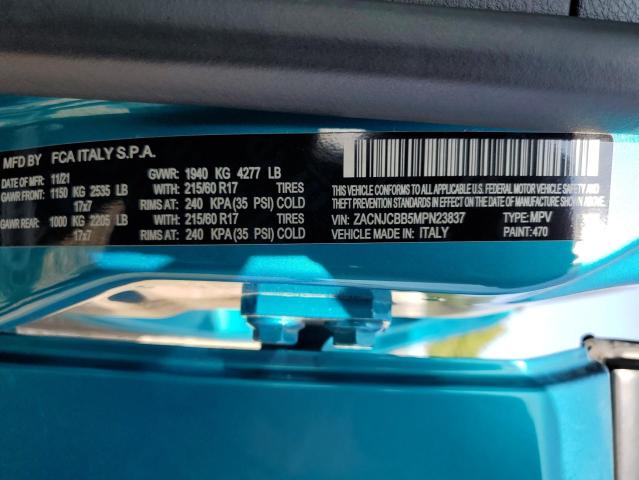 MFD BY FCA ITALY S.P.A.
DATE OF MFR 11/21 GVWR: 1940 KG 4277 LB
GAWR FRONT: 1150 KG 2535 LB WITH: 215/60 R17 TIRES
17x7 RIMS AT: 240 KPA (35 PSI) COLD
GAWR REAR: 1000 KG 2205 LB WITH: 215/60 R17 TIRES
17x7 RIMS AT: 240 KPA(35 PSI) COLD
THIS VEHICLE CONFORMS TO ALL APPLICABLE U.S.
FEDERAL MOTOR VEHICLE SAFETY, BUMPER,
AND THEFT PREVENTION STANDARDS IN EFFECT
ON THE DATE OF MANUFACTURE SHOWN ABOVE.
VIN: ZACNJCBB5MPN23837 TYPE: MPV
VEHICLE MADE IN: ITALY PAINT: 470